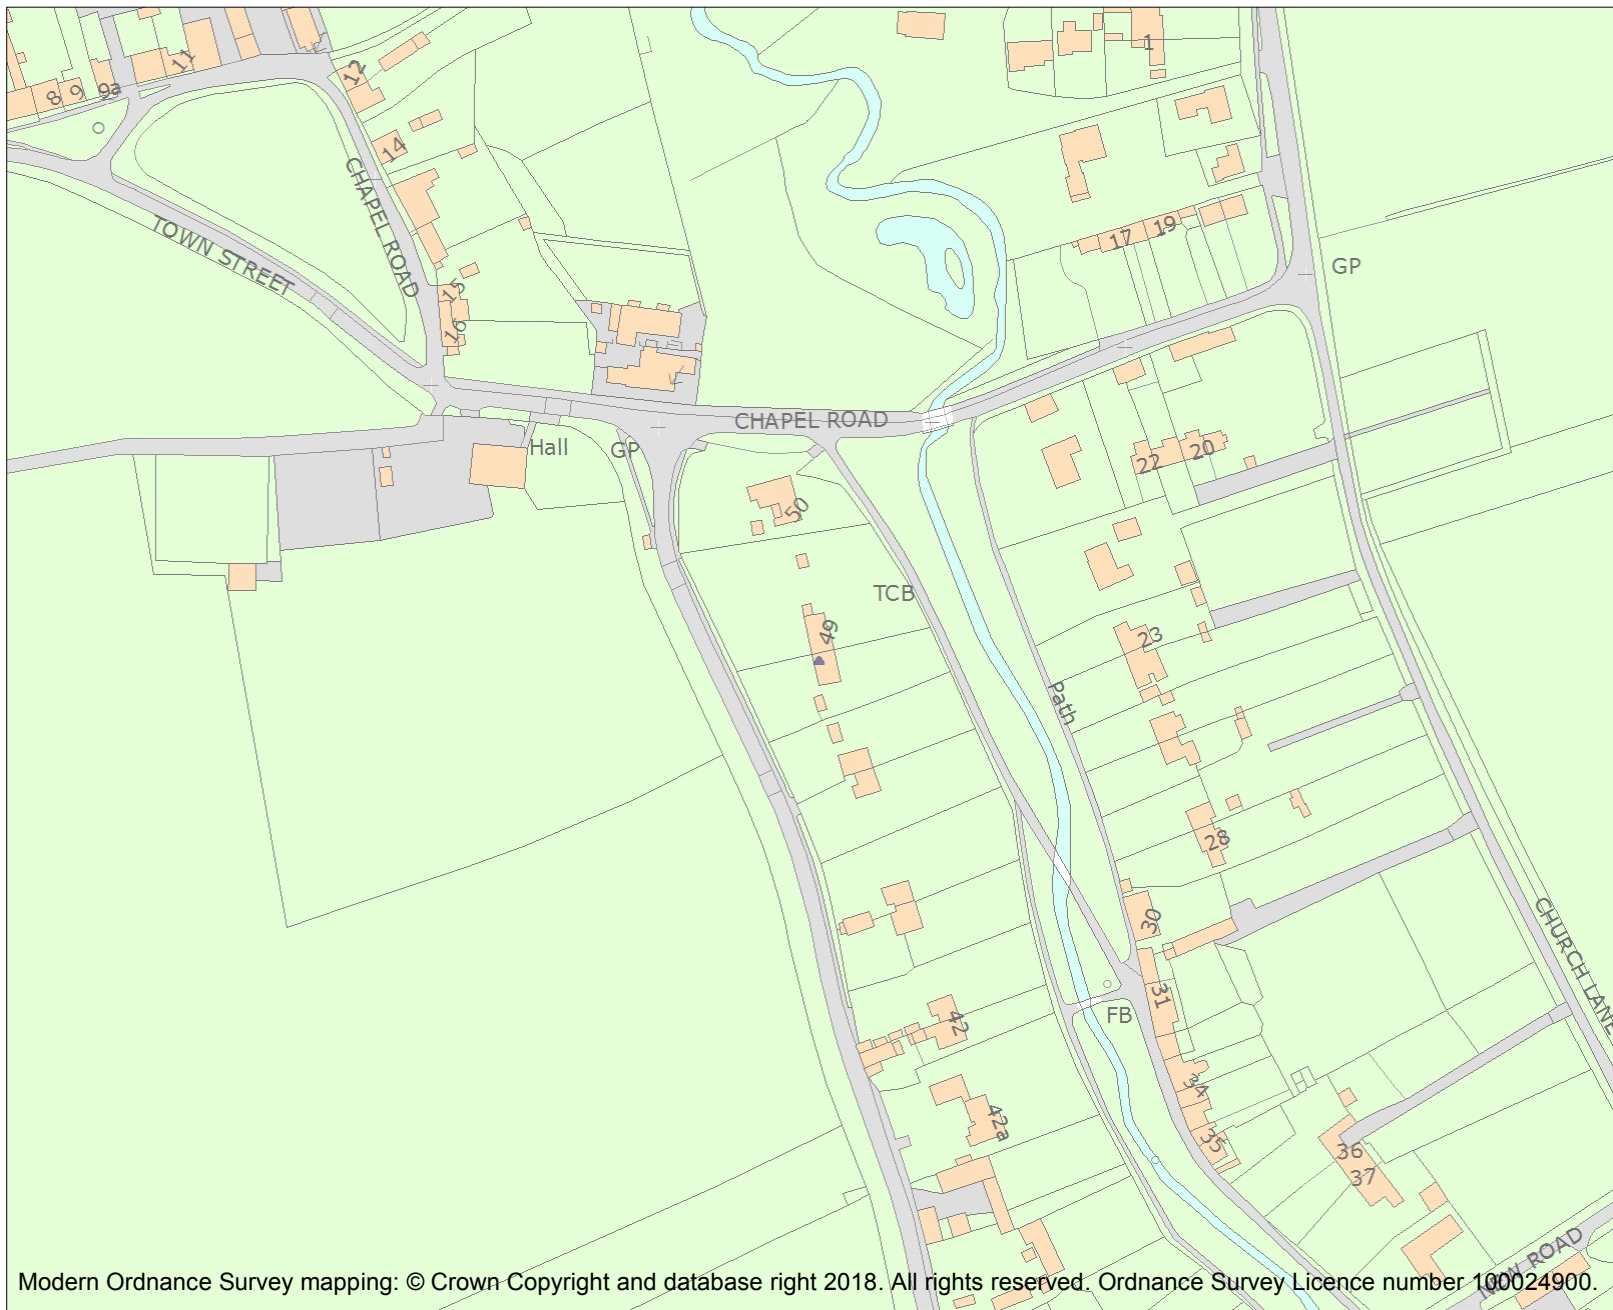 1
11
12
8
9
9a
14
CHAPEL ROAD
TOWN STREET
17
19
GP
15
16
CHAPEL ROAD
Hall
GP
22
20
50
TCB
49
23
Path
28
30
CHURCH LANE
31
FB
42
34
42a
35
36
37
NEW ROAD
Modern Ordnance Survey mapping: © Crown Copyright and database right 2018. All rights reserved. Ordnance Survey Licence number 100024900.